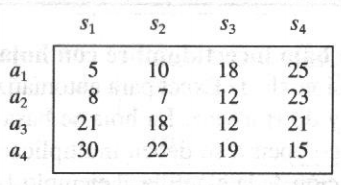 s1 s2 s3 s4
a1 5 10 18 25
a2 8 7 12 23
a3 21 18 12 21
a4 30 22 19 15